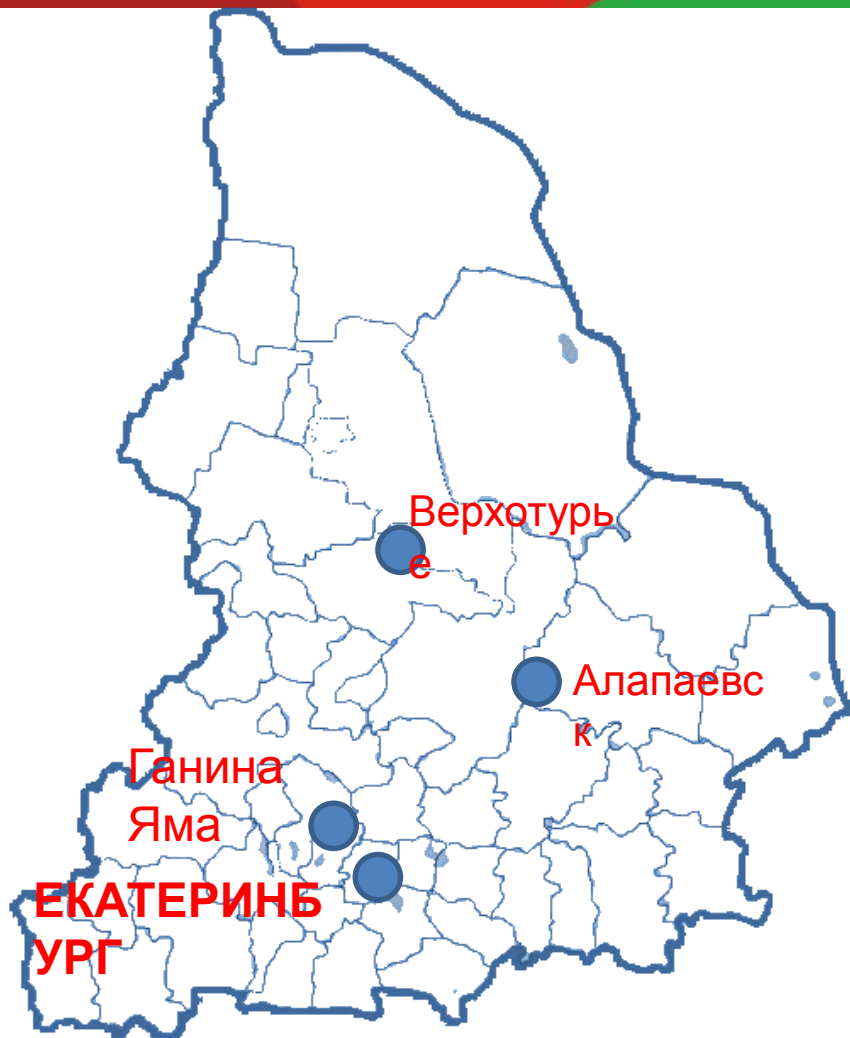 Верхотурь
е
Алапаевс
к
Ганина
Яма
ЕКАТЕРИНБ
УРГ